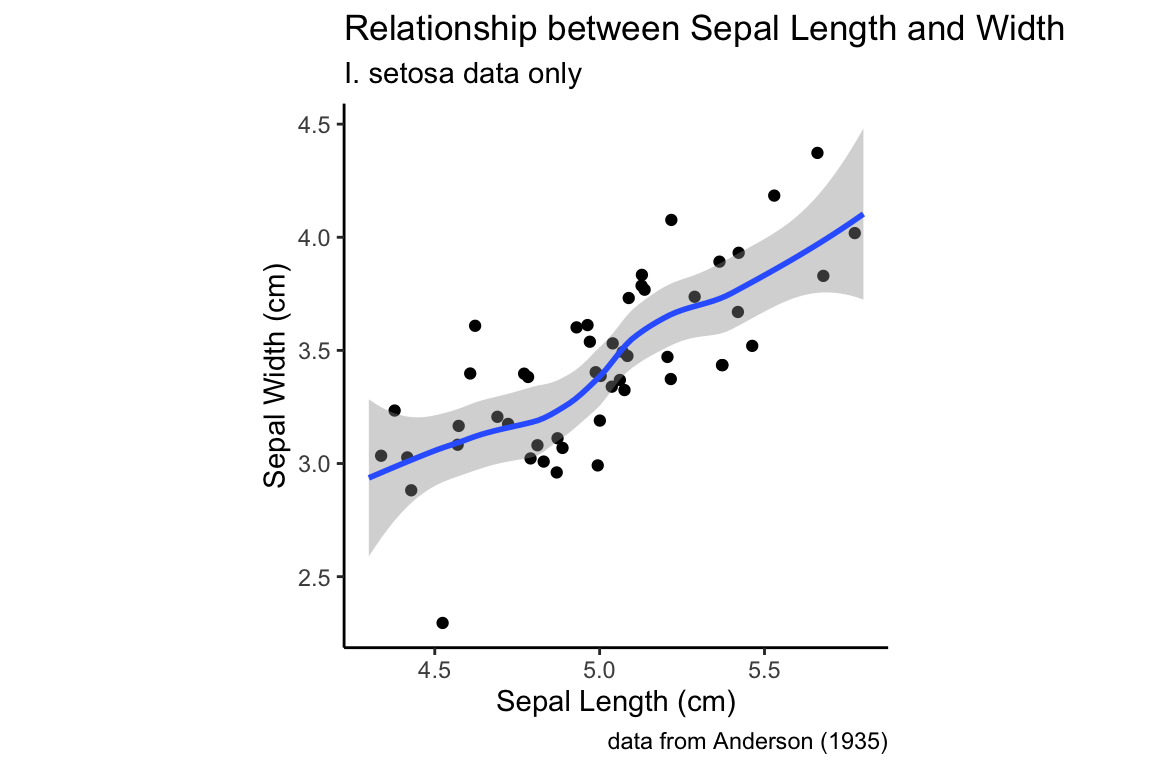 Relationship between Sepal Length and Width
I. setosa data only
4.5
4.0
3.5
3.0
2.5
Sepal Width (cm)
4.5 5.0 5.5
Sepal Length (cm)
data from Anderson (1935)